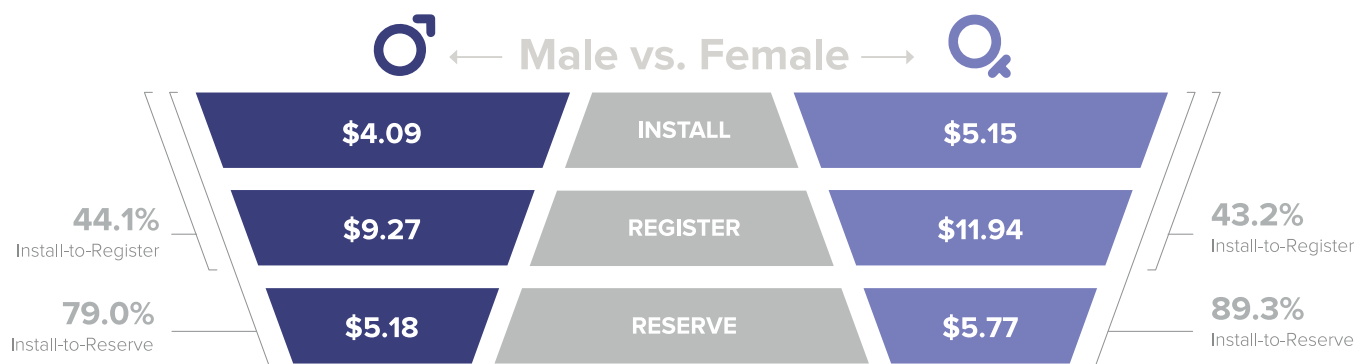 Male vs. Female
$4.09 INSTALL $5.15
44.1%
Install-to-Register
$9.27 REGISTER $11.94
43.2%
Install-to-Register
79.0%
Install-to-Reserve
$5.18 RESERVE $5.77
89.3%
Install-to-Reserve